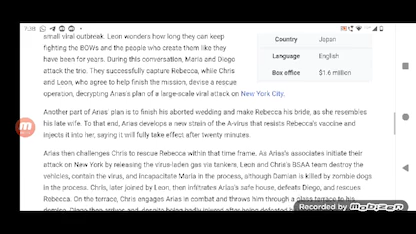 7:39
small viral outbreak. Leon wonders how long they can keep
fighting the BOWs and the people who create them like they
have been for years. During this conversation, Maria and Diego
attack the trio. They successfully capture Rebecca, while Chris
and Leon, who agree to help finish the mission, devise a rescue
operation, decrypting Arias's plan of a large-scale viral attack on New York City.
Country Japan
Language English
Box office $1.6 million
Another part of Arias' plan is to finish his aborted wedding and make Rebecca his bride, as she resembles
his late wife. To that end, Arias develops a new strain of the A-virus that resists Rebecca's vaccine and
injects it into her, saying it will fully take effect after twenty minutes.
Arias then challenges Chris to rescue Rebecca within that time frame. As Arias's associates initiate their
attack on New York by releasing the virus-laden gas via tankers, Leon and Chris's BSAA team destroy the
vehicles, contain the virus, and incapacitate Maria in the process, although Damian is killed by zombie dogs
in the process. Chris, later joined by Leon, then infiltrates Arias's safe house, defeats Diego, and rescues
Rebecca. On the terrace, Chris engages Arias in combat and throws him through a glass terrace to his
Recorded by Mobizen